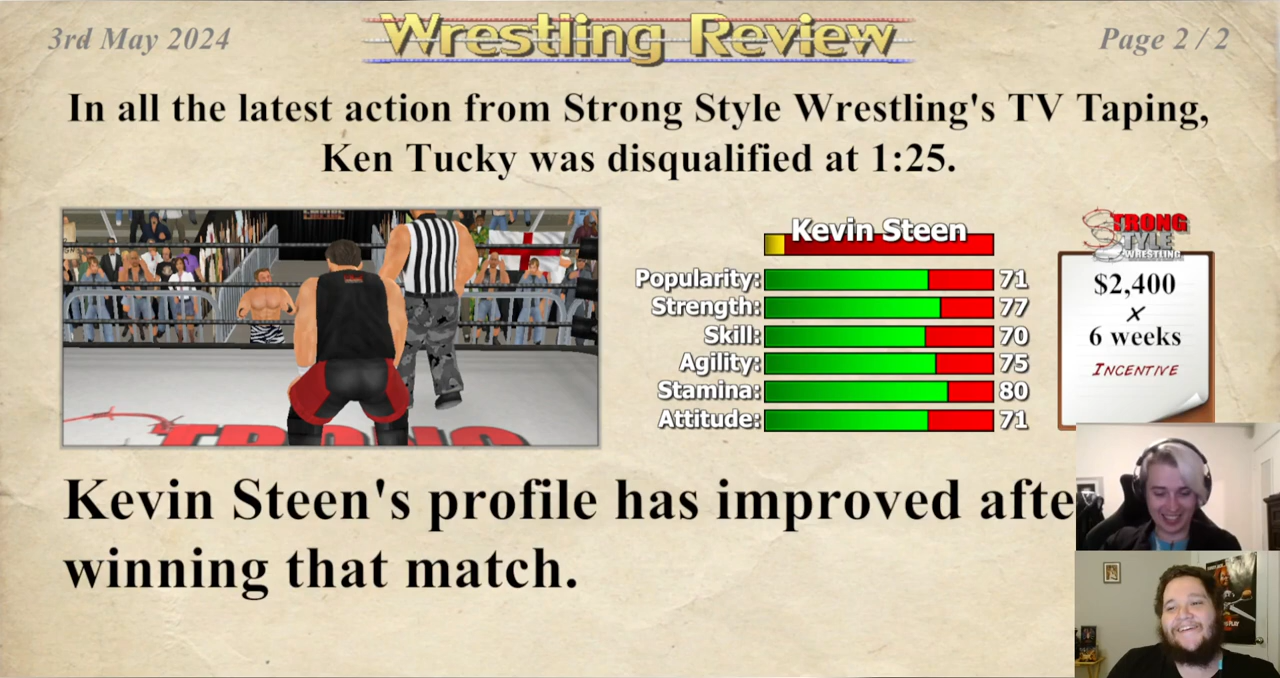 3rd May 2024
Wrestling Review
Page 2 / 2
In all the latest action from Strong Style Wrestling's TV Taping,
Ken Tucky was disqualified at 1:25.
Kevin Steen
Popularity: 71
Strength: 77
Skill: 70
Agility: 75
Stamina: 80
Attitude: 71
STRONG
STYLE
WRESTLING
$2,400
x
6 weeks
INCENTIVE
STRONG
Kevin Steen's profile has improved afte
winning that match.